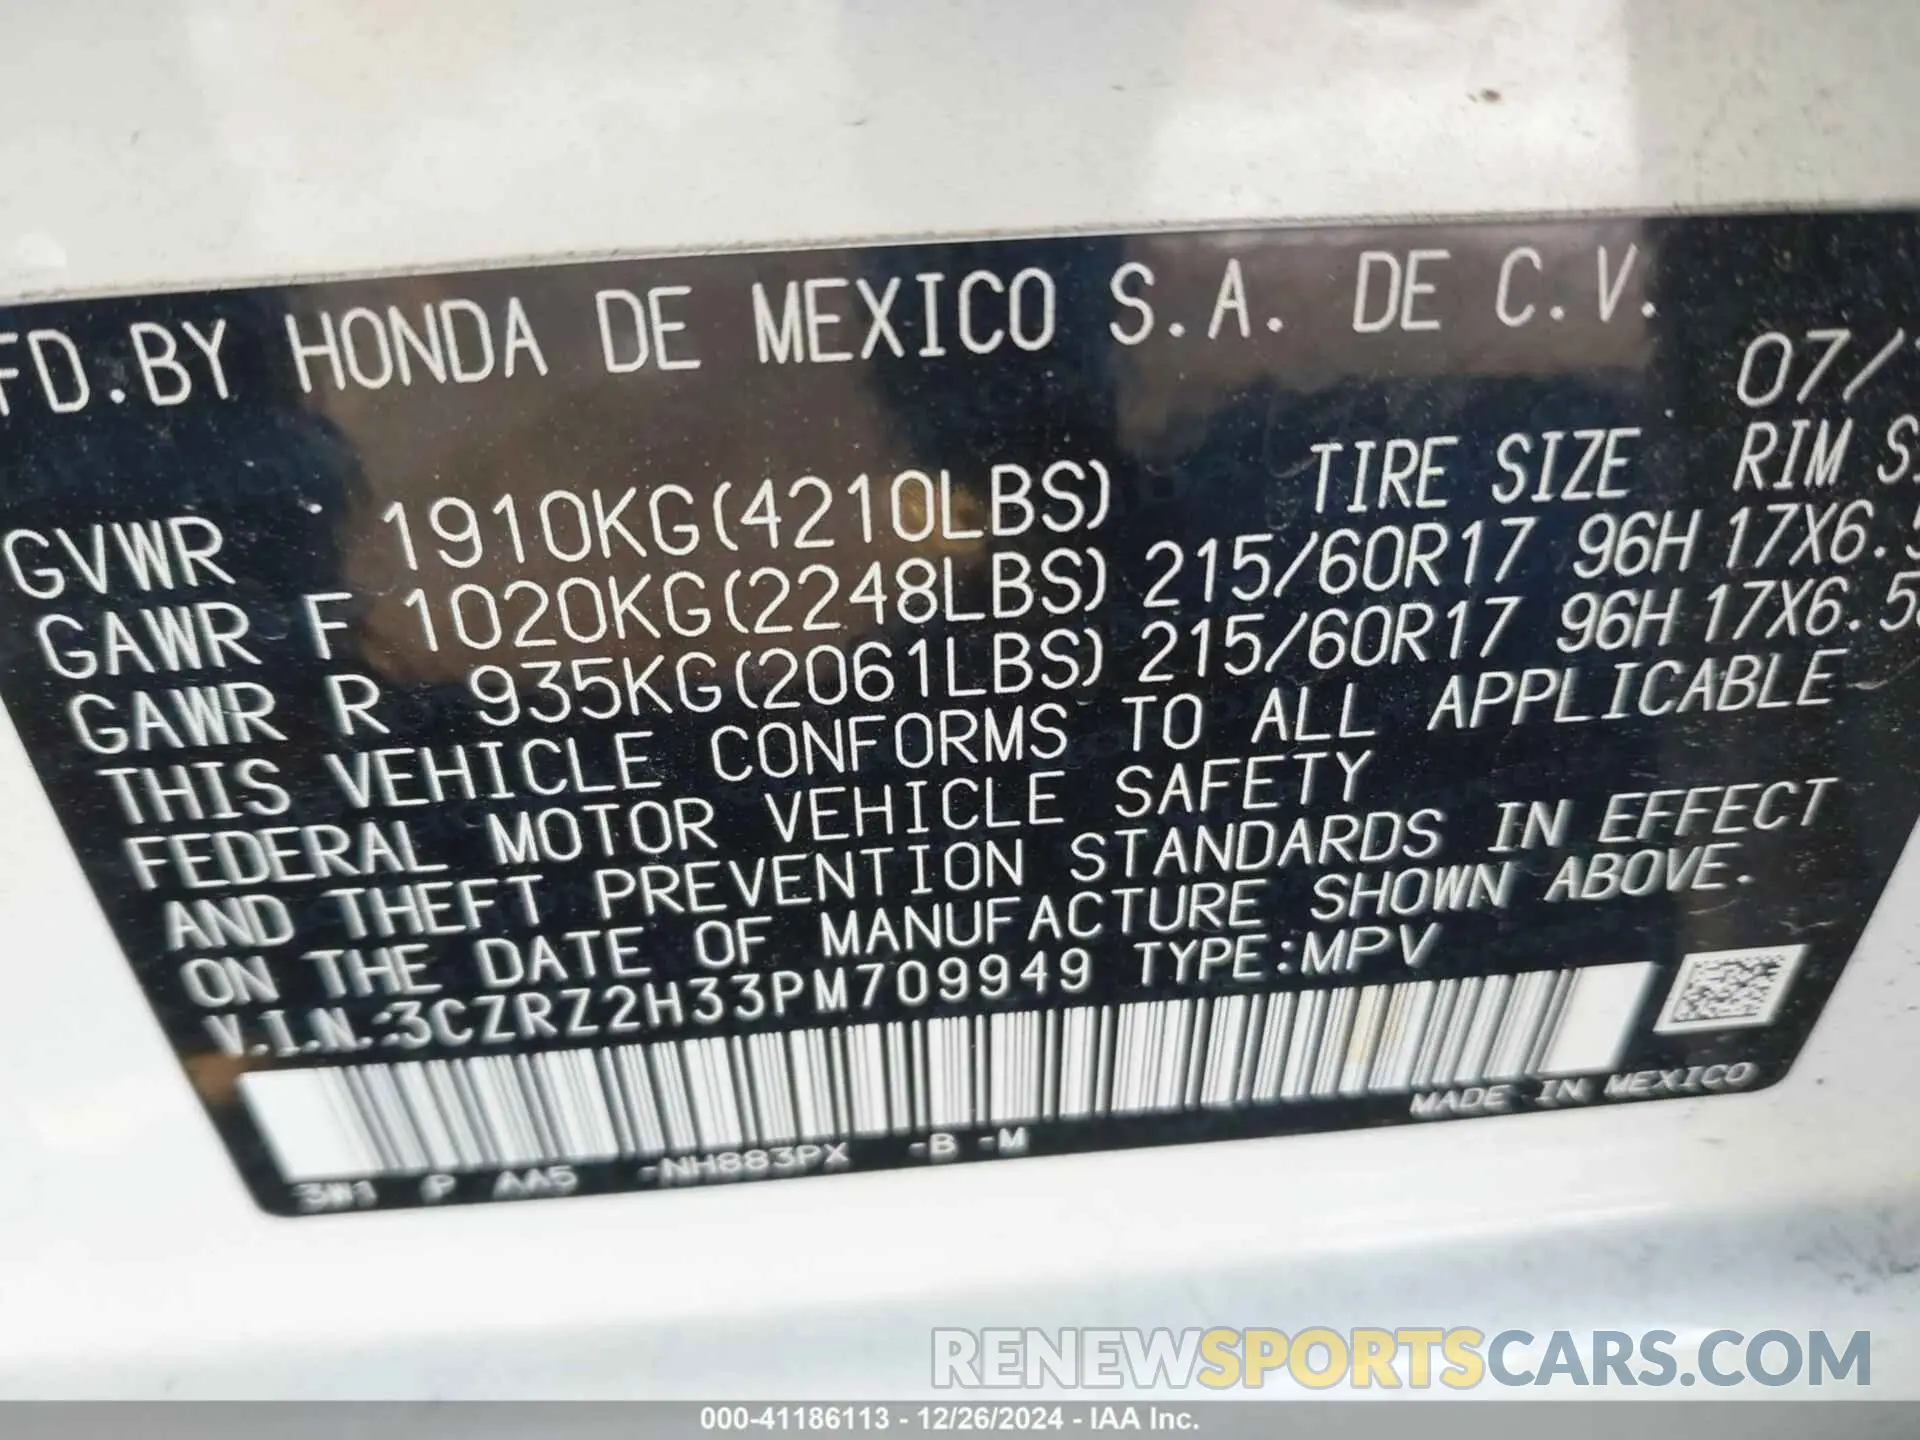 FD.BY HONDA DE MEXICO S.A. DE C.V.
07/
TIRE SIZE RIM
GVWR 1910KG(4210LBS)
GAWR F 1020KG(2248LBS) 215/60R17 96H 17X6.5
GAWR R 935KG(2061LBS) 215/60R17 96H 17X6.5
THIS VEHICLE CONFORMS TO ALL APPLICABLE
FEDERAL MOTOR VEHICLE SAFETY
AND THEFT PREVENTION STANDARDS IN EFFECT
ON THE DATE OF MANUFACTURE SHOWN ABOVE.
V.I.N.:3CZRZ2H33PM709949 TYPE:MPV
MADE IN MEXICO
3W1 P AA5 -NH883PX -B -M
RENEWSPORTSCARS.COM
000-41186113 - 12/26/2024 - IAA Inc.